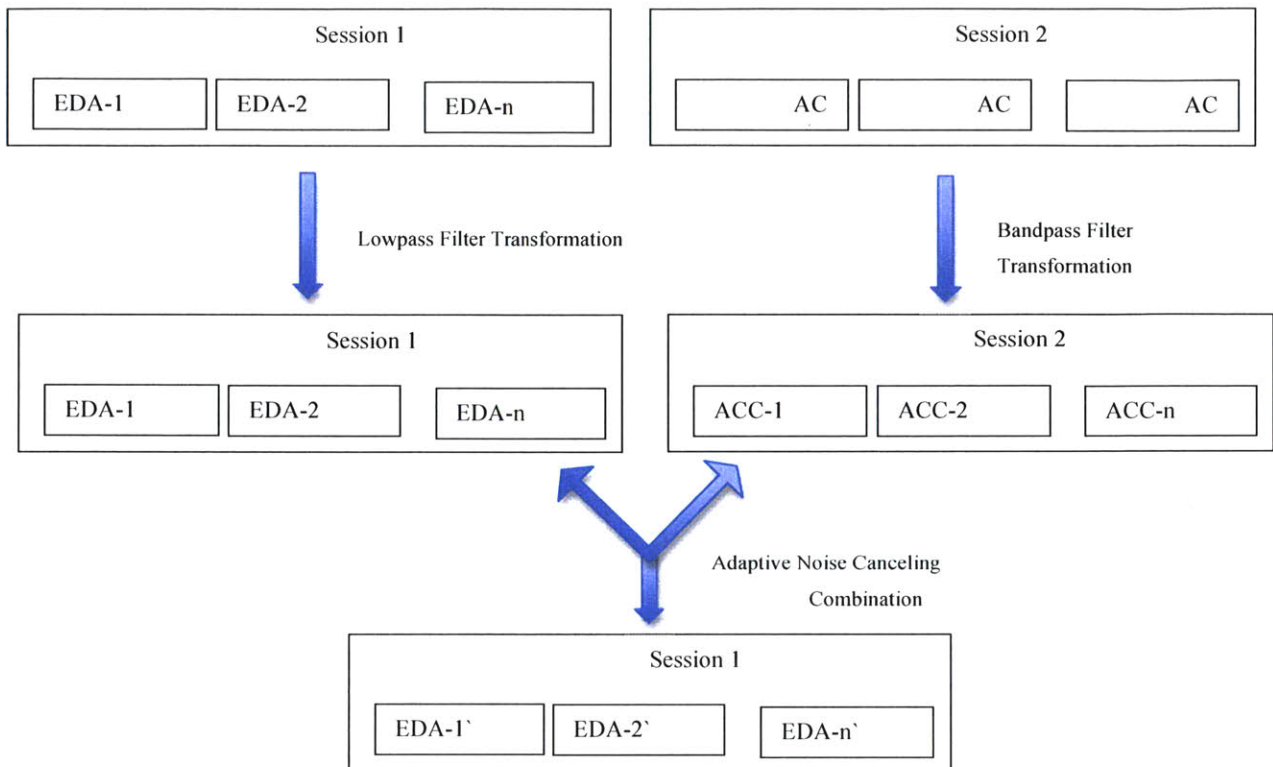 Session 1
EDA-1
EDA-2
EDA-n
Session 2
AC
AC
AC
Lowpass Filter Transformation
Bandpass Filter
Transformation
Session 1
EDA-1
EDA-2
EDA-n
Session 2
ACC-1
ACC-2
ACC-n
Adaptive Noise Canceling
Combination
Session 1
EDA-1`
EDA-2`
EDA-n`